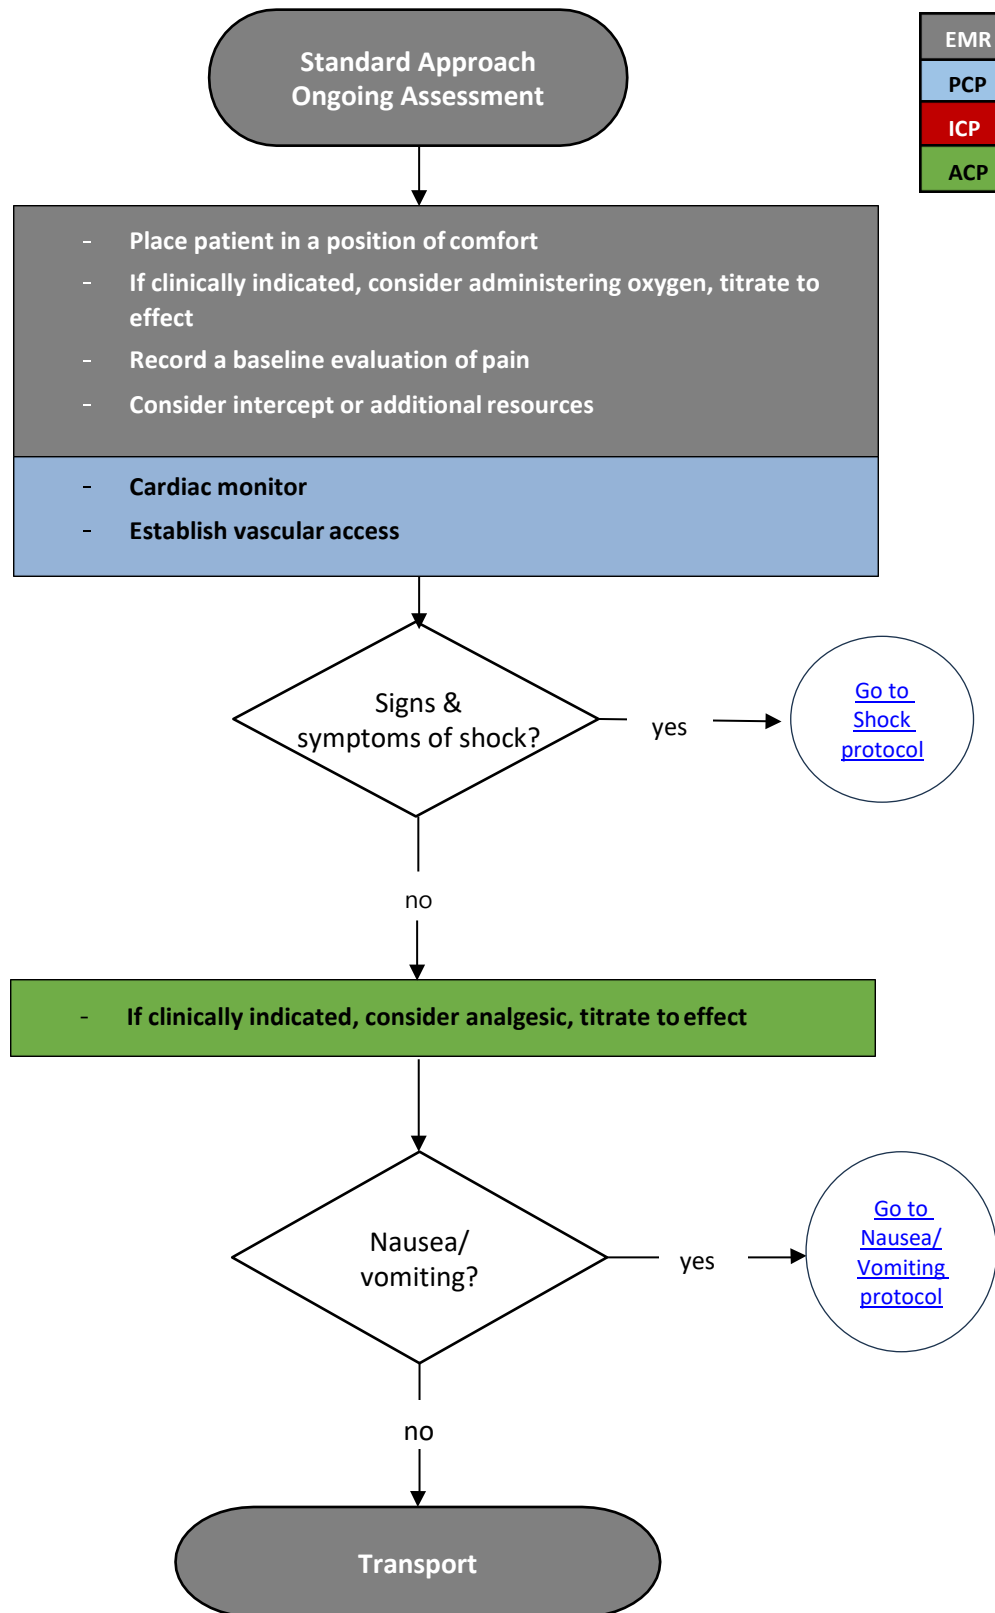 Standard Approach
Ongoing Assessment
EMR
PCP
ICP
ACP
- Place patient in a position of comfort
- If clinically indicated, consider administering oxygen, titrate to
effect
- Record a baseline evaluation of pain
- Consider intercept or additional resources
- Cardiac monitor
- Establish vascular access
Signs &
symptoms of shock?
yes
Go to
Shock
protocol
no
- If clinically indicated, consider analgesic, titrate to effect
Nausea/
vomiting?
yes
Go to
Nausea/
Vomiting
protocol
no
Transport